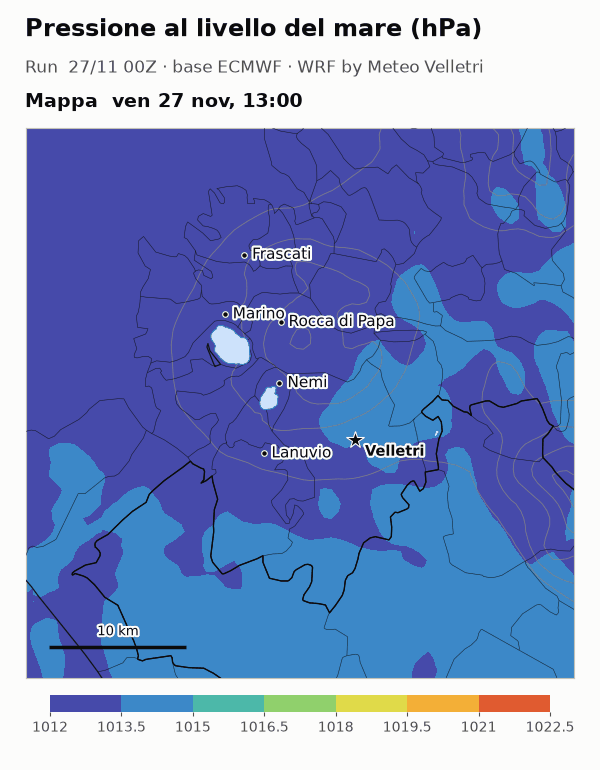 Pressione al livello del mare (hPa)
Run  27/11 00Z · base ECMWF · WRF by Meteo Velletri
Mappa  ven 27 nov, 13:00
Frascati
Marino
Rocca di Papa
Nemi
Velletri
Lanuvio
10 km
1012 1013.5 1015 1016.5 1018 1019.5 1021 1022.5